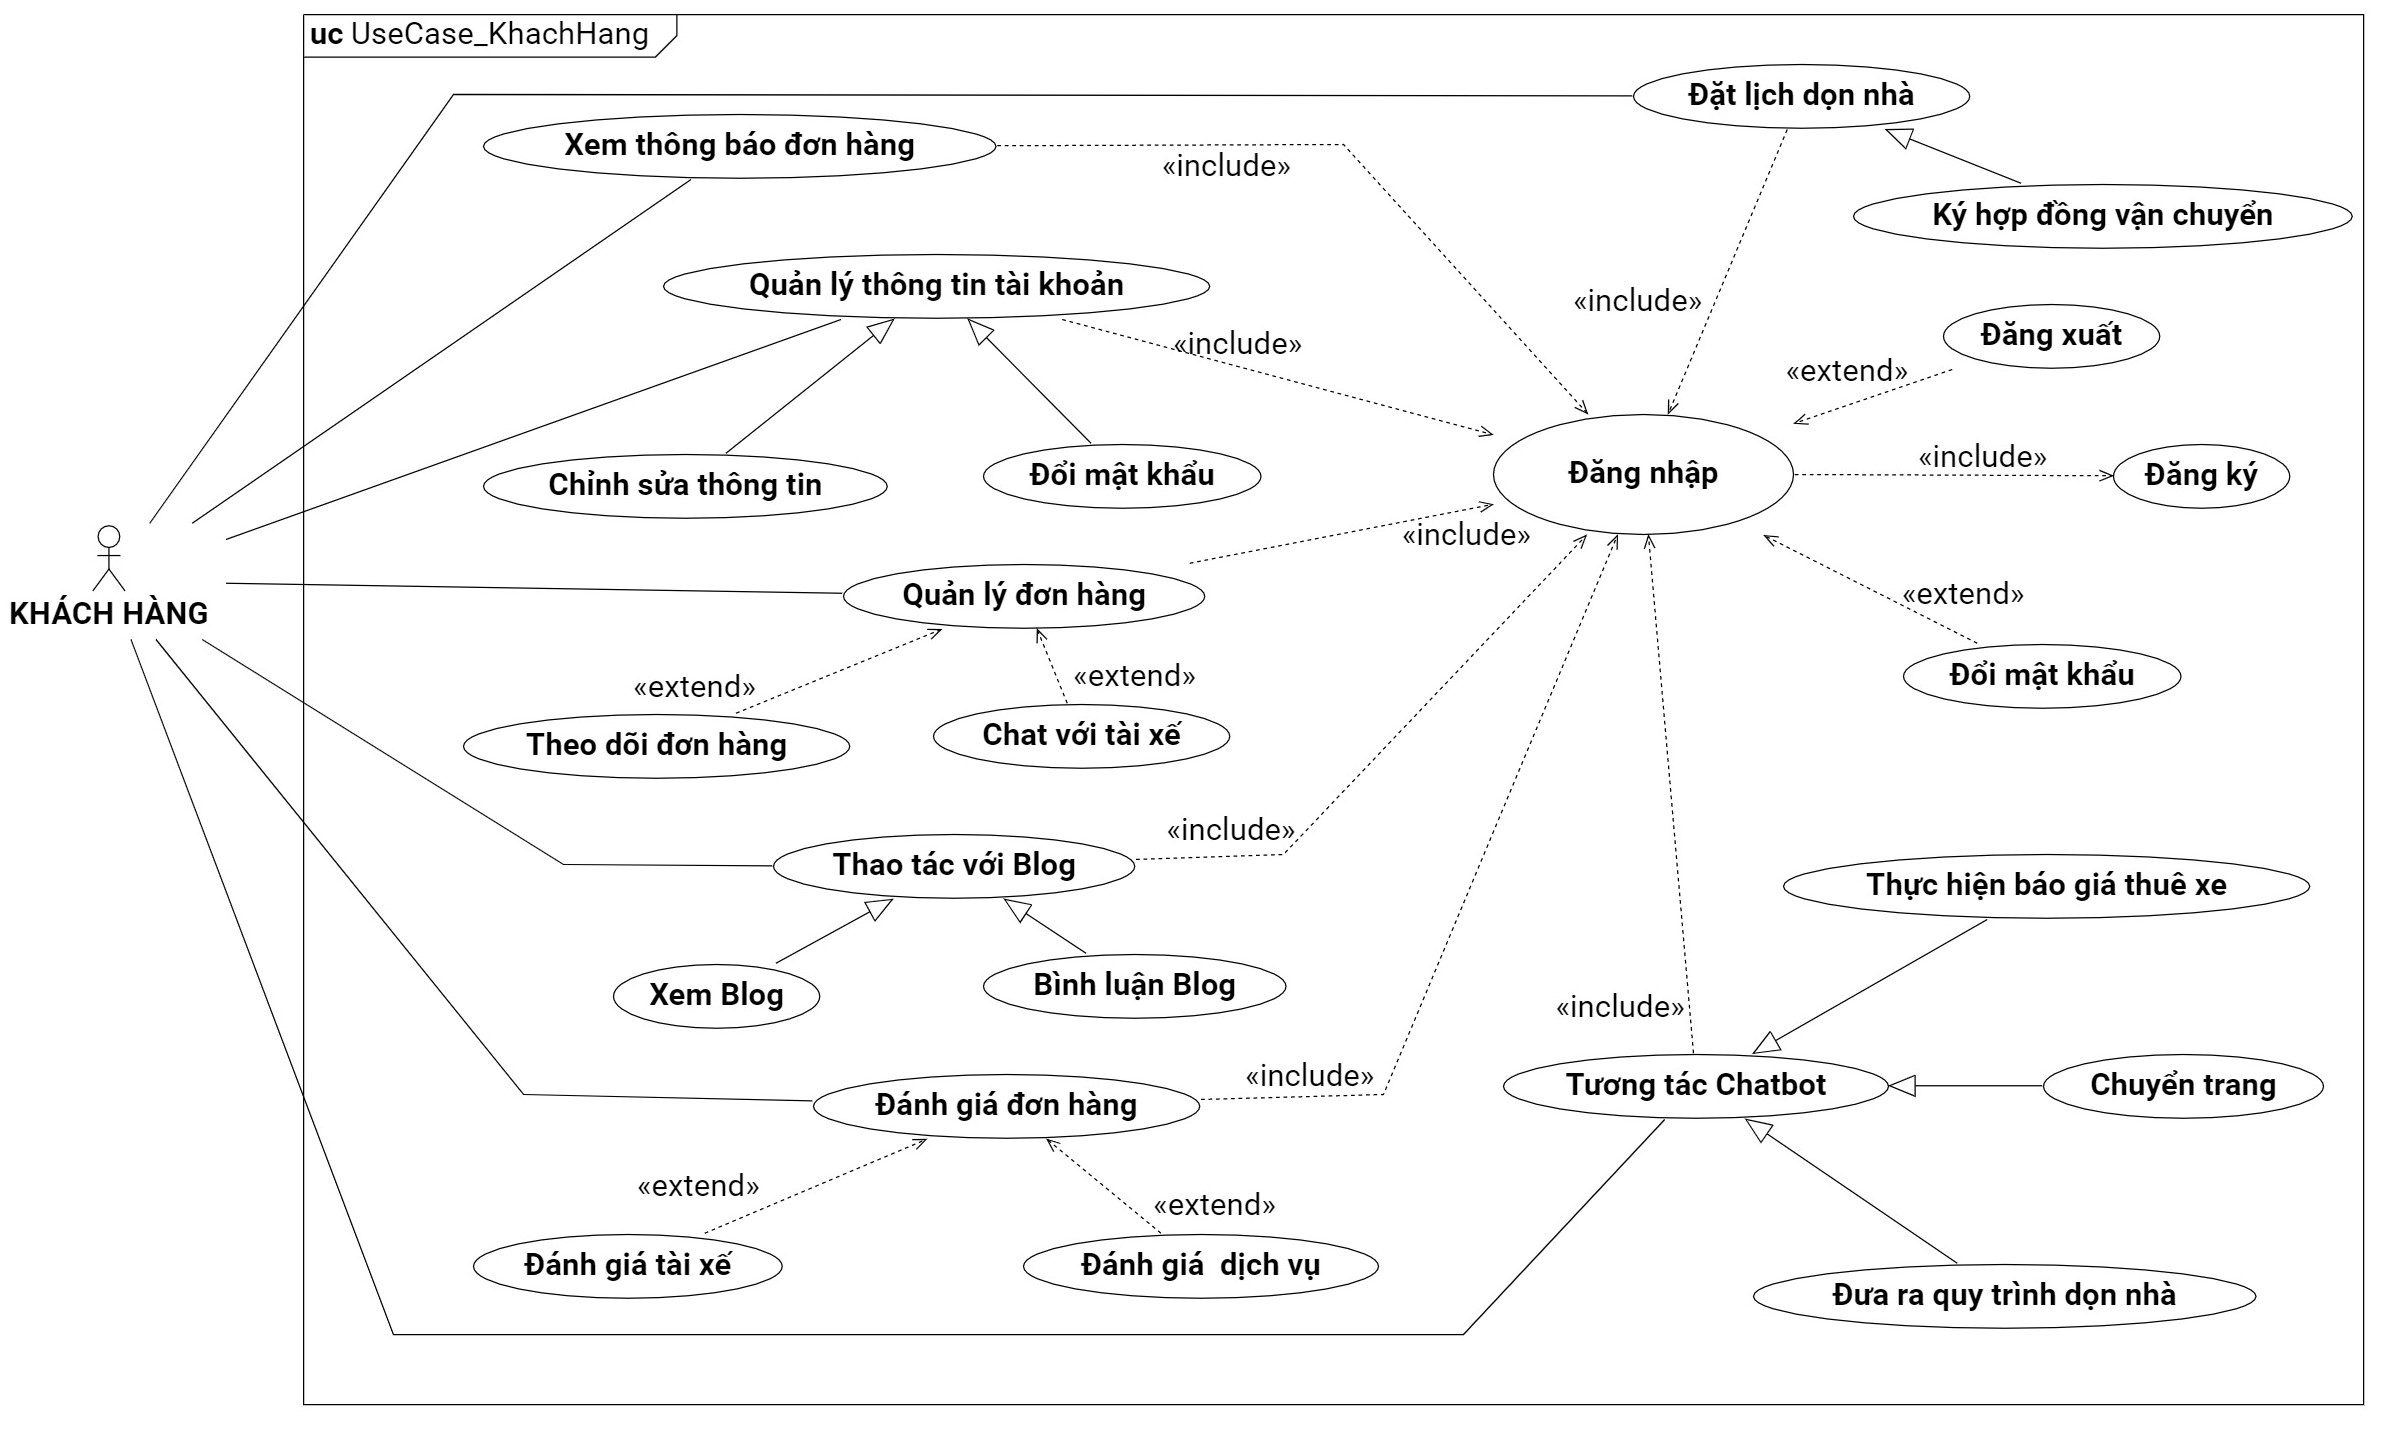 uc UseCase_KhachHang
Đặt lịch dọn nhà
Xem thông báo đơn hàng
«include»
Ký hợp đồng vận chuyển
Quản lý thông tin tài khoản
«include»
«include»
Đăng xuất
«extend»
Chỉnh sửa thông tin
Đổi mật khẩu
Đăng nhập
«include»
Đăng ký
«include»
KHÁCH HÀNG
Quản lý đơn hàng
«extend»
Đổi mật khẩu
«extend»
«extend»
Theo dõi đơn hàng
Chat với tài xế
«include»
Thao tác với Blog
Thực hiện báo giá thuê xe
Xem Blog
Bình luận Blog
«include»
«include»
Đánh giá đơn hàng
Tương tác Chatbot
Chuyển trang
«extend»
«extend»
Đánh giá tài xế
Đánh giá  dịch vụ
Đưa ra quy trình dọn nhà